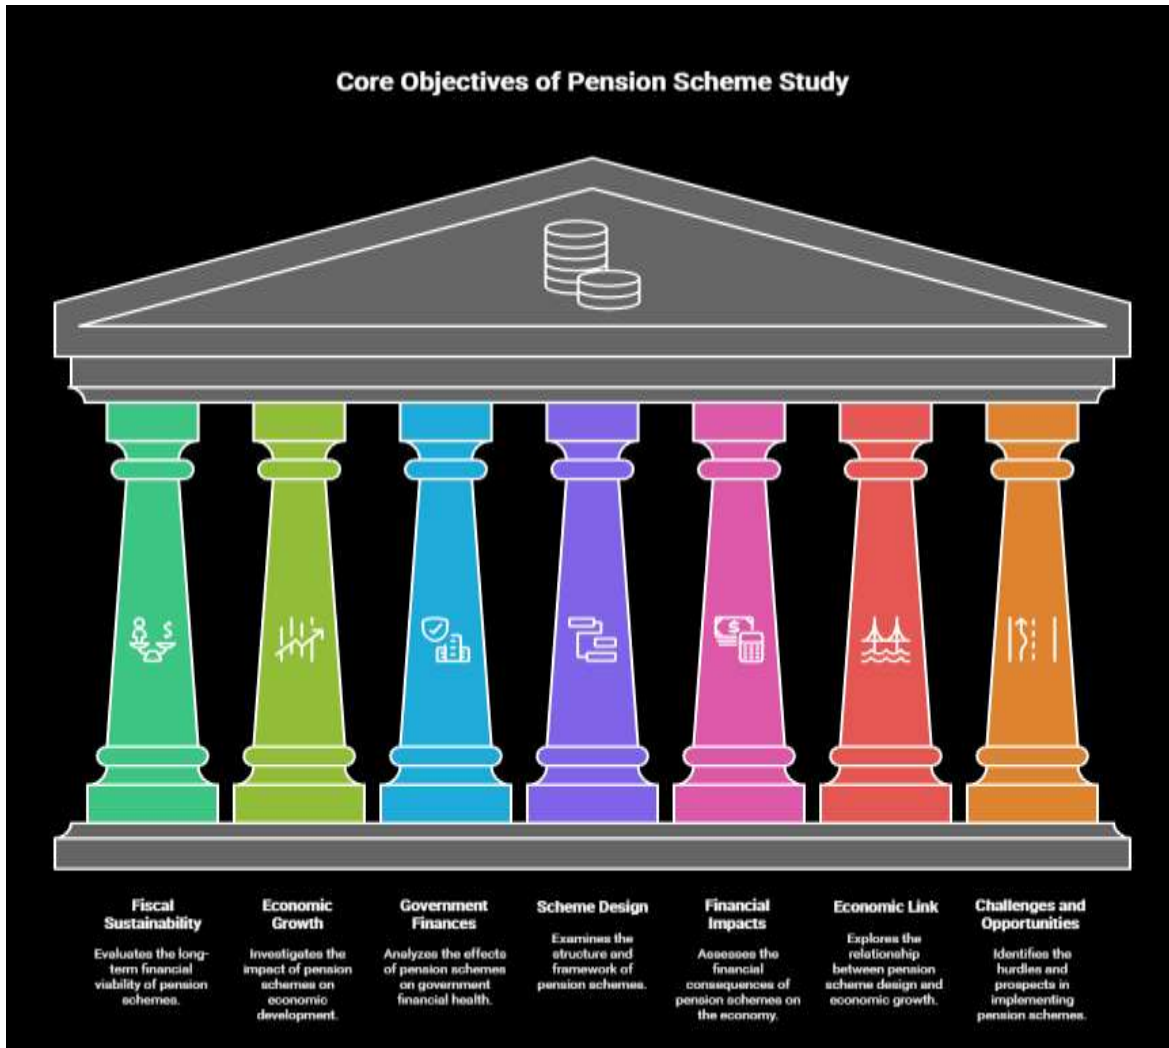 Core Objectives of Pension Scheme Study
$
$
Fiscal
Sustainability
Evaluates the long-
term financial
viability of pension
schemes.
Economic
Growth
Investigates the
impact of pension
schemes on
economic
development.
Government
Finances
Analyzes the effects
of pension schemes
on government
financial health.
Scheme Design
Examines the
structure and
framework of
pension schemes.
Financial
Impacts
Assesses the
financial
consequences of
pension schemes on
the economy.
Economic Link
Explores the
relationship
between pension
scheme design and
economic growth.
Challenges and
Opportunities
Identifies the
hurdles and
prospects in
implementing
pension schemes.